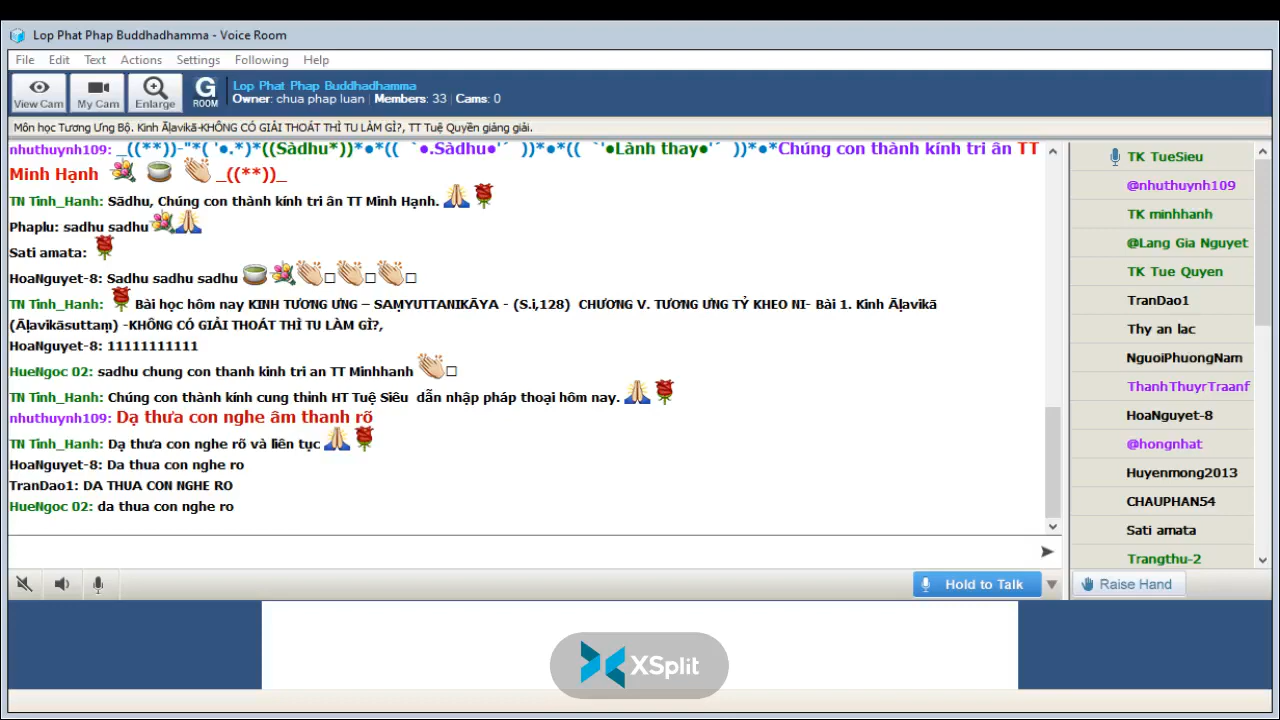 Lop Phat Phap Buddhadhamma - Voice Room
File Edit Text Actions Settings Following Help
View Cam My Cam Enlarge G ROOM
Lop Phat Phap Buddhadhamma
Owner: chua phap luan | Members: 33 | Cams: 0
Môn học Tương Ưng Bộ. Kinh Āḷavikā-KHÔNG CÓ GIẢI THOÁT THÌ TU LÀM GÌ?, TT Tuệ Quyền giảng giải.
nhuthuynh109: _((**))-"*( '●.*)*((Sàdhu*))*●*(( `●.Sàdhu●'´ ))*●*(( `'●Lành thay●'´ ))*●*Chúng con thành kính tri ân TT
Minh Hạnh _((**))_
TN Tinh_Hanh: Sādhu, Chúng con thành kính tri ân TT Minh Hạnh.
Phaplu: sadhu sadhu
Sati amata:
HoaNguyet-8: Sadhu sadhu sadhu
TN Tinh_Hanh: Bài học hôm nay KINH TƯƠNG ƯNG – SAṂYUTTANIKĀYA - (S.i,128) CHƯƠNG V. TƯƠNG ƯNG TỶ KHEO NI- Bài 1. Kinh Āḷavikā
(Āḷavikāsuttaṃ) -KHÔNG CÓ GIẢI THOÁT THÌ TU LÀM GÌ?,
HoaNguyet-8: 11111111111
HueNgoc 02: sadhu chung con thanh kinh tri an TT Minhhanh
TN Tinh_Hanh: Chúng con thành kính cung thỉnh HT Tuệ Siêu dẫn nhập pháp thoại hôm nay.
nhuthuynh109: Dạ thưa con nghe âm thanh rõ
TN Tinh_Hanh: Dạ thưa con nghe rõ và liên tục
HoaNguyet-8: Da thua con nghe ro
TranDao1: DA THUA CON NGHE RO
HueNgoc 02: da thua con nghe ro
TK TueSieu
@nhuthuynh109
TK minhhanh
@Lang Gia Nguyet
TK Tue Quyen
TranDao1
Thy an lac
NguoiPhuongNam
ThanhThuyrTraanf
HoaNguyet-8
@hongnhat
Huyenmong2013
CHAUPHAN54
Sati amata
Trangthu-2
Hold to Talk
Raise Hand
XSplit